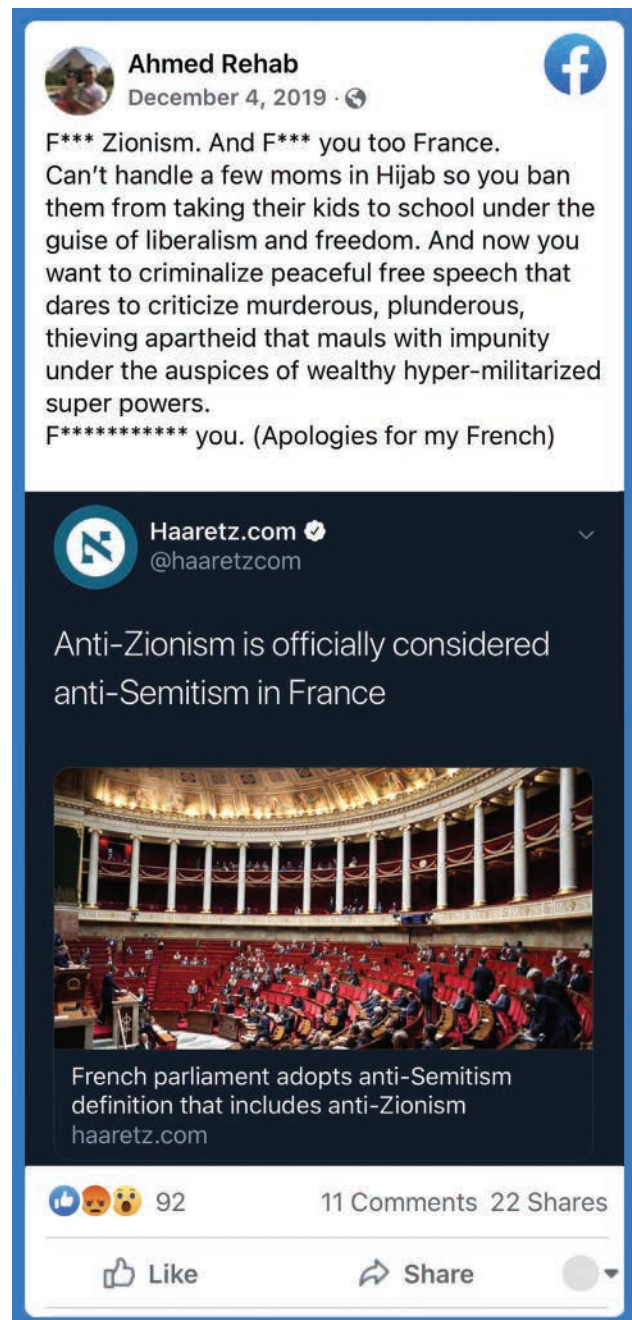 Ahmed Rehab
December 4, 2019 ·
F*** Zionism. And F*** you too France.
Can't handle a few moms in Hijab so you ban
them from taking their kids to school under the
guise of liberalism and freedom. And now you
want to criminalize peaceful free speech that
dares to criticize murderous, plunderous,
thieving apartheid that mauls with impunity
under the auspices of wealthy hyper-militarized
super powers.
F*********** you. (Apologies for my French)
Haaretz.com
@haaretzcom
Anti-Zionism is officially considered
anti-Semitism in France
French parliament adopts anti-Semitism
definition that includes anti-Zionism
haaretz.com
92 11 Comments 22 Shares
Like Share